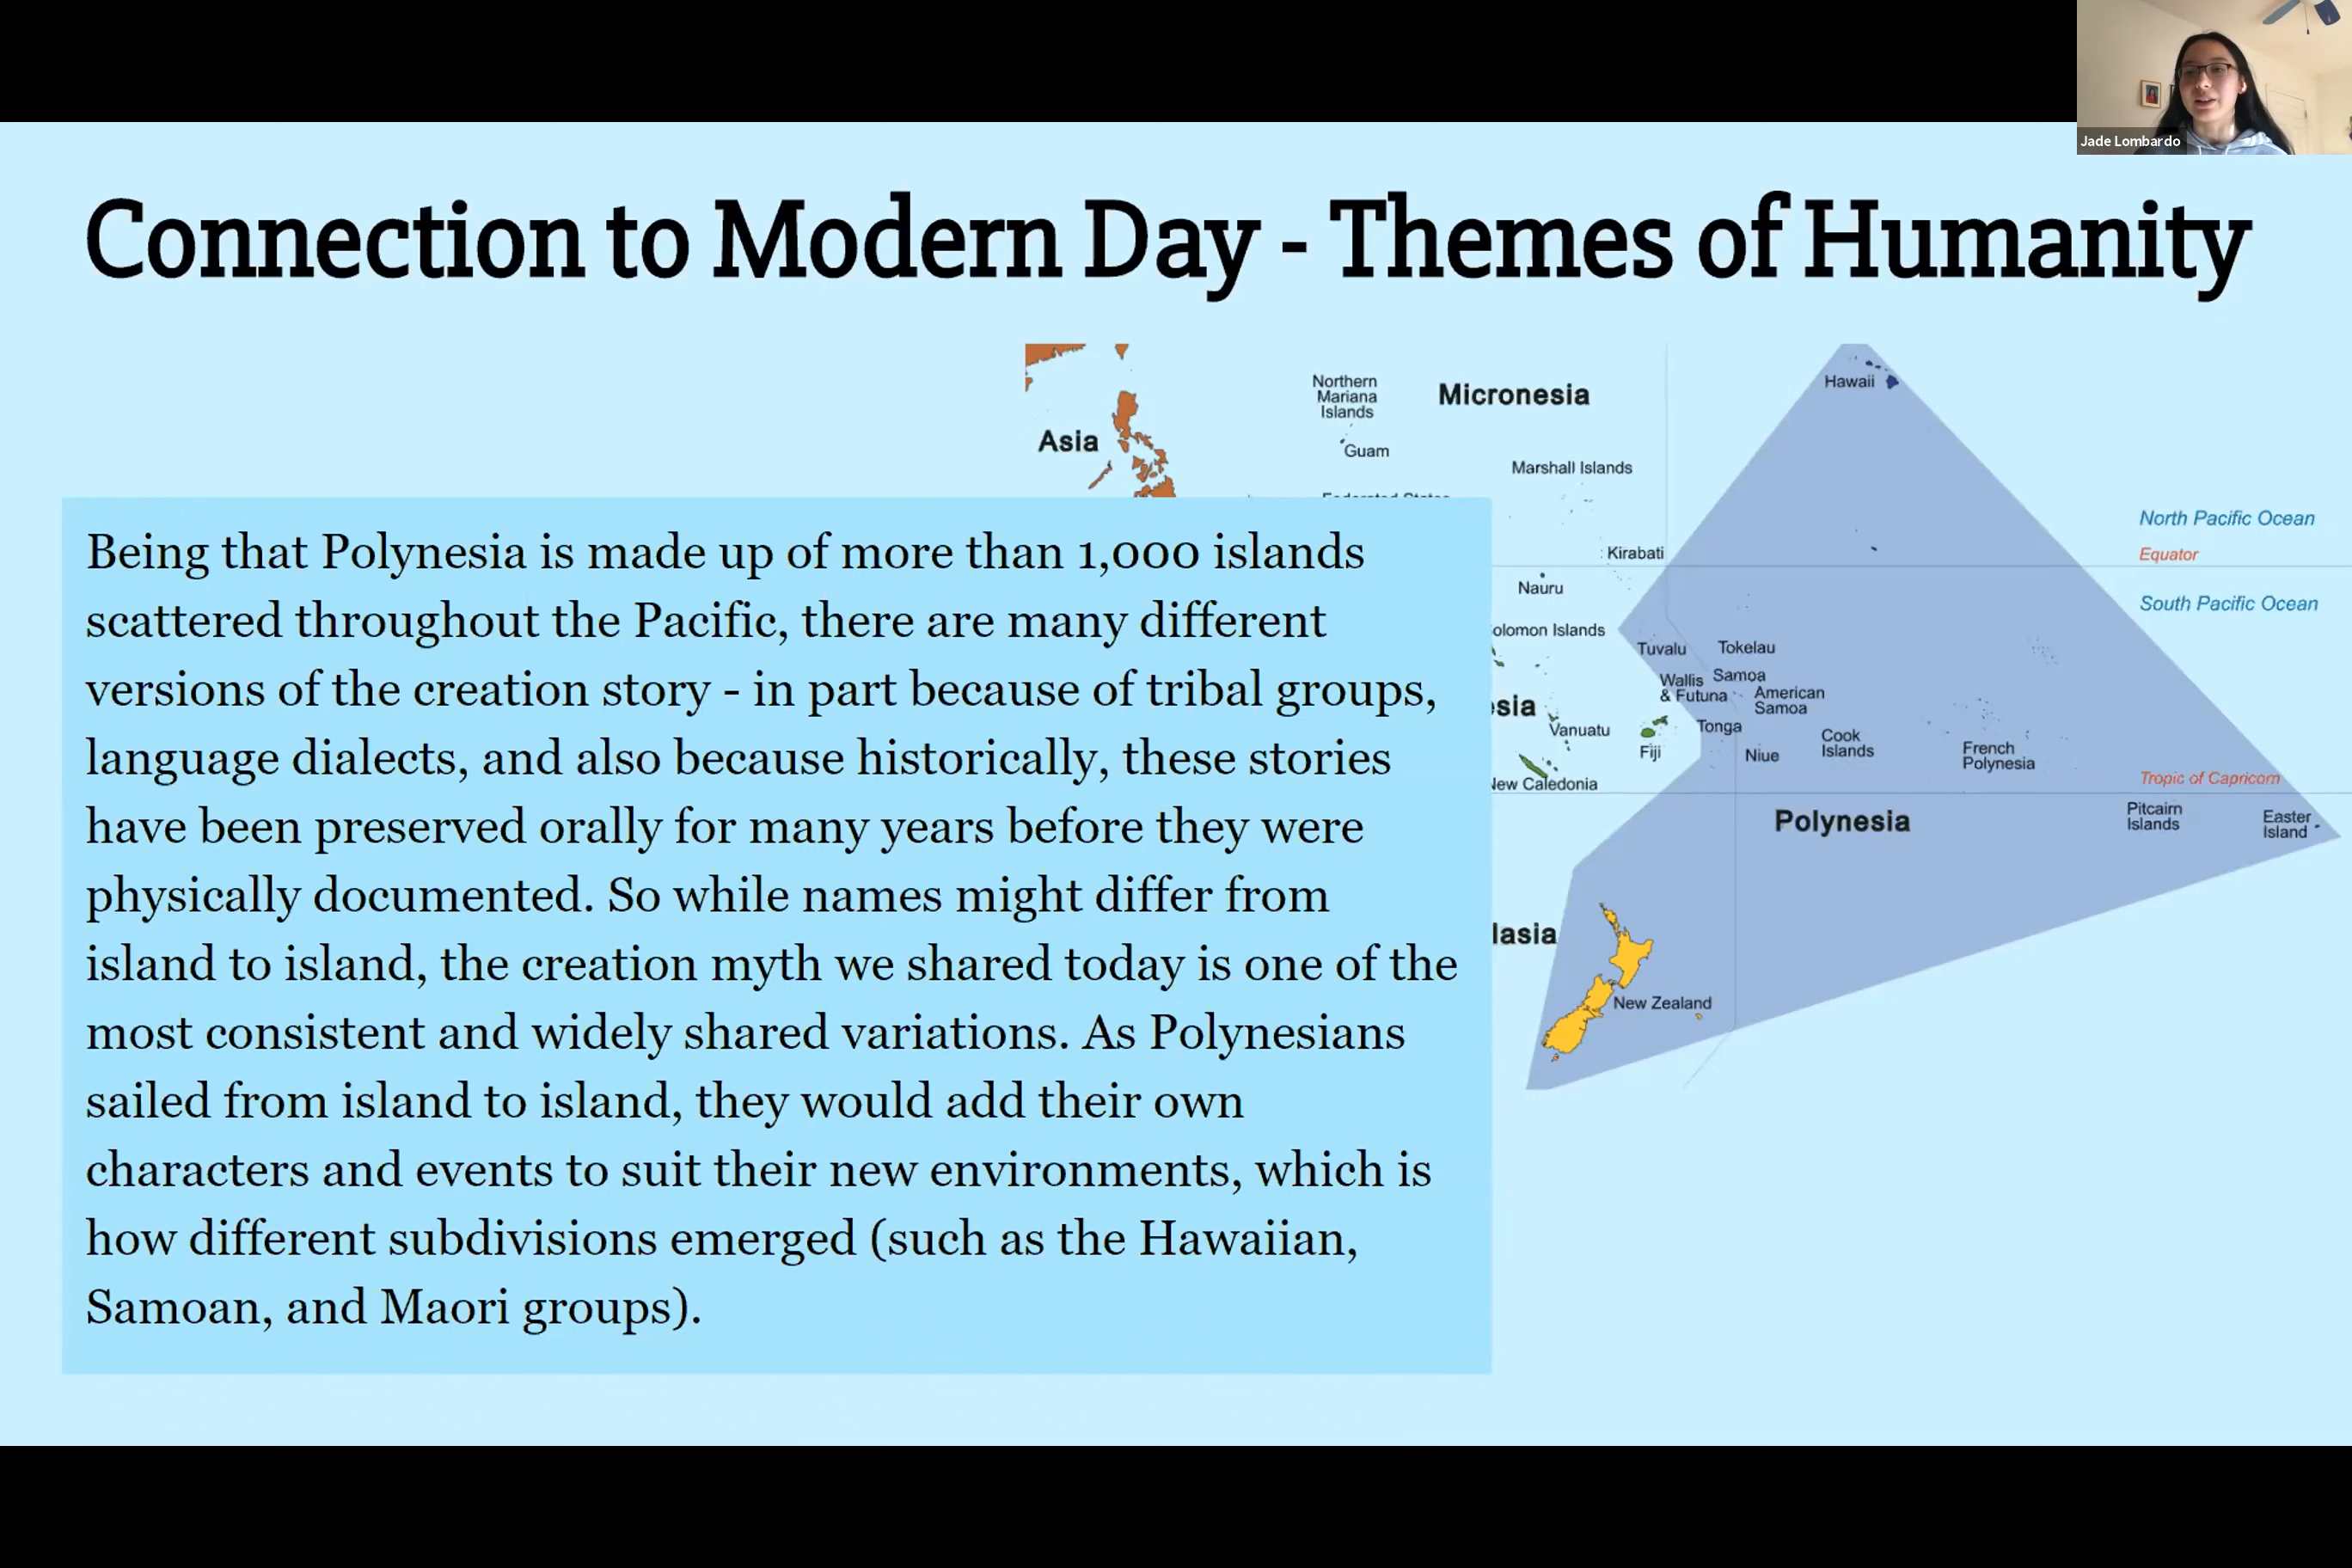 Jade Lombardo
Connection to Modern Day - Themes of Humanity
Being that Polynesia is made up of more than 1,000 islands
scattered throughout the Pacific, there are many different
versions of the creation story - in part because of tribal groups,
language dialects, and also because historically, these stories
have been preserved orally for many years before they were
physically documented. So while names might differ from
island to island, the creation myth we shared today is one of the
most consistent and widely shared variations. As Polynesians
sailed from island to island, they would add their own
characters and events to suit their new environments, which is
how different subdivisions emerged (such as the Hawaiian,
Samoan, and Maori groups).
Asia
Northern
Mariana
Islands
Guam
Micronesia
Marshall Islands
Federated States
Hawaii
Kirabati
Nauru
olomon Islands
North Pacific Ocean
Equator
South Pacific Ocean
Tuvalu
Tokelau
Wallis
& Futuna
Samoa
American
Samoa
esia
Vanuatu
Fiji
Tonga
Niue
Cook
Islands
French
Polynesia
New Caledonia
Tropic of Capricorn
Polynesia
Pitcairn
Islands
Easter
Island
lasia
New Zealand